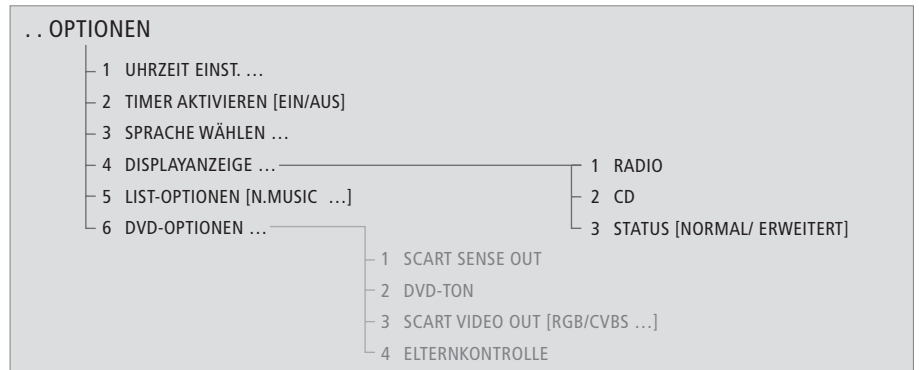 . . OPTIONEN
1 UHRZEIT EINST. …
2 TIMER AKTIVIEREN [EIN/AUS]
3 SPRACHE WÄHLEN …
4 DISPLAYANZEIGE … 1 RADIO
5 LIST-OPTIONEN [N.MUSIC …] 2 CD
6 DVD-OPTIONEN … 3 STATUS [NORMAL/ ERWEITERT]
1 SCART SENSE OUT
2 DVD-TON
3 SCART VIDEO OUT [RGB/CVBS …]
4 ELTERNKONTROLLE